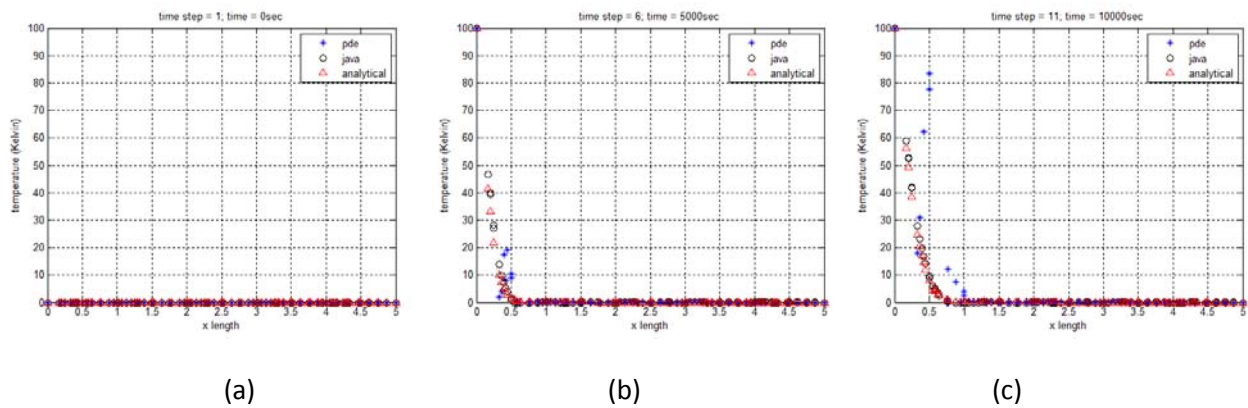 time step = 1; time = 0sec
100
90
80
70
60
50
40
30
20
10
0
temperature (Kelvin)
0 0.5 1 1.5 2 2.5 3 3.5 4 4.5 5
x length
pde
java
analytical
(a)
time step = 6; time = 5000sec
100
90
80
70
60
50
40
30
20
10
0
temperature (Kelvin)
0 0.5 1 1.5 2 2.5 3 3.5 4 4.5 5
x length
pde
java
analytical
(b)
time step = 11; time = 10000sec
100
90
80
70
60
50
40
30
20
10
0
temperature (Kelvin)
0 0.5 1 1.5 2 2.5 3 3.5 4 4.5 5
x length
pde
java
analytical
(c)